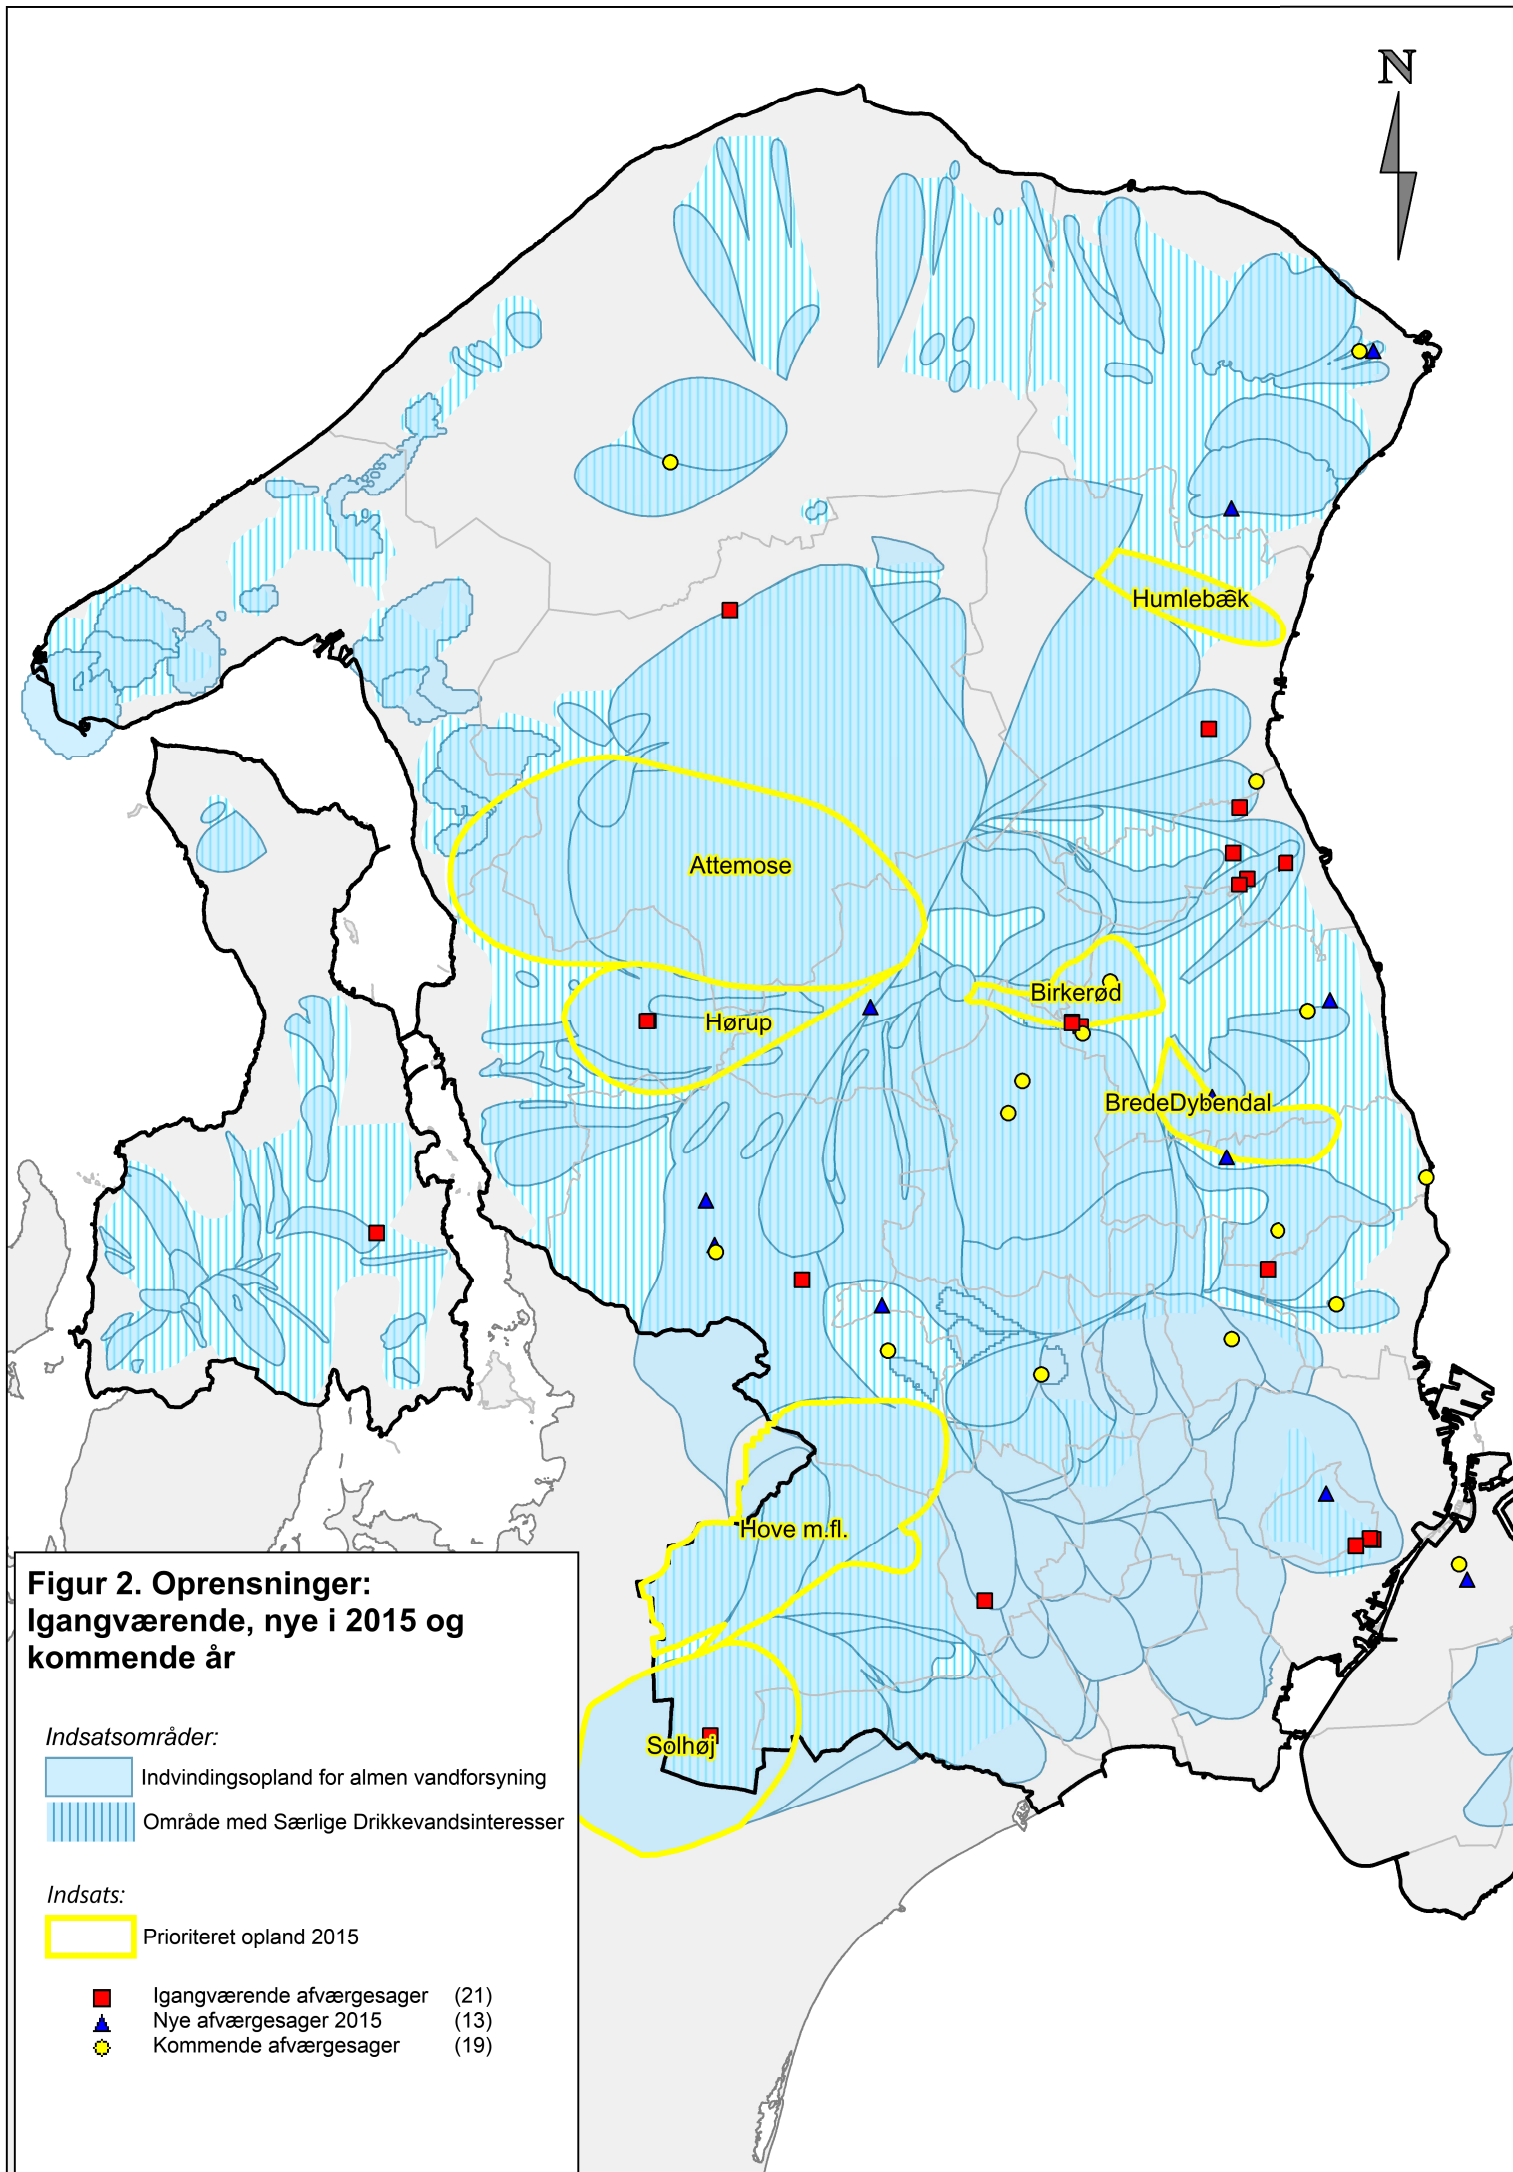 N
Humlebæk
Attemose
Birkerød
Hørup
BredeDybendal
Hove m.fl.
Solhøj
Figur 2. Oprensninger:
Igangværende, nye i 2015 og
kommende år
Indsatsområder:
Indvindingsopland for almen vandforsyning
Område med Særlige Drikkevandsinteresser
Indsats:
Prioriteret opland 2015
Igangværende afværgesager (21)
Nye afværgesager 2015 (13)
Kommende afværgesager (19)